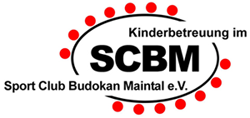 Kinderbetreuung im
SCBM
Sport Club Budokan Maintal e.V.